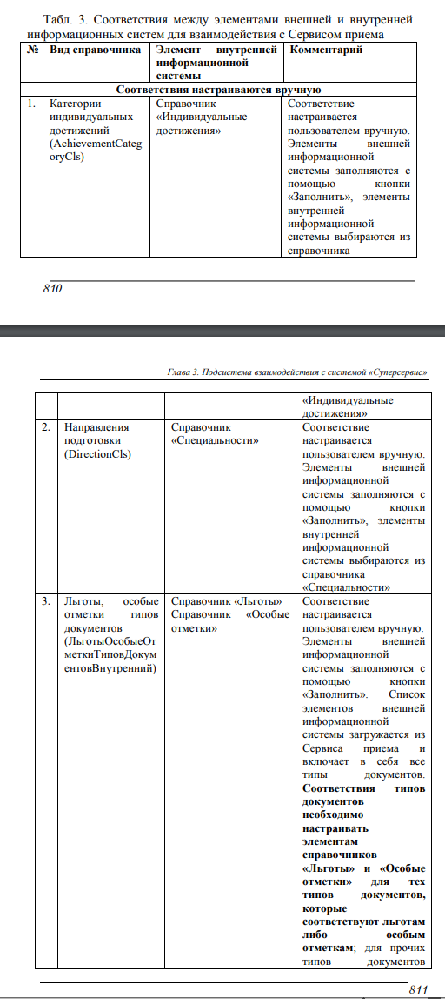 Табл. 3. Соответствия между элементами внешней и внутренней
информационных систем для взаимодействия с Сервисом приема
№ Вид справочника Элемент внутренней информационной системы Комментарий
Соответствия настраиваются вручную
1. Категории
индивидуальных
достижений
(AchievementCateg
oryCls)
Справочник
«Индивидуальные
достижения»
Соответствие
настраивается
пользователем вручную.
Элементы внешней
информационной
системы заполняются с
помощью кнопки
«Заполнить», элементы
внутренней
информационной
системы выбираются из
справочника
810
Глава 3. Подсистема взаимодействия с системой «Суперсервис»
«Индивидуальные
достижения»
2. Направления
подготовки
(DirectionCls)
Справочник
«Специальности»
Соответствие
настраивается
пользователем вручную.
Элементы внешней
информационной
системы заполняются с
помощью кнопки
«Заполнить», элементы
внутренней
информационной
системы выбираются из
справочника
«Специальности»
3. Льготы, особые
отметки типов
документов
(ЛьготыОсобыеОт
меткиТиповДокум
ентовВнутренний)
Справочник «Льготы»
Справочник «Особые
отметки»
Соответствие
настраивается
пользователем вручную.
Элементы внешней
информационной
системы заполняются с
помощью кнопки
«Заполнить». Список
элементов внешней
информационной
системы загружается из
Сервиса приема и
включает в себя все
типы документов.
Соответствия типов
документов
необходимо
настраивать
элементам
справочников
«Льготы» и «Особые
отметки» для тех
типов документов,
которые
соответствуют льготам
либо особым
отметкам; для прочих
типов документов
811